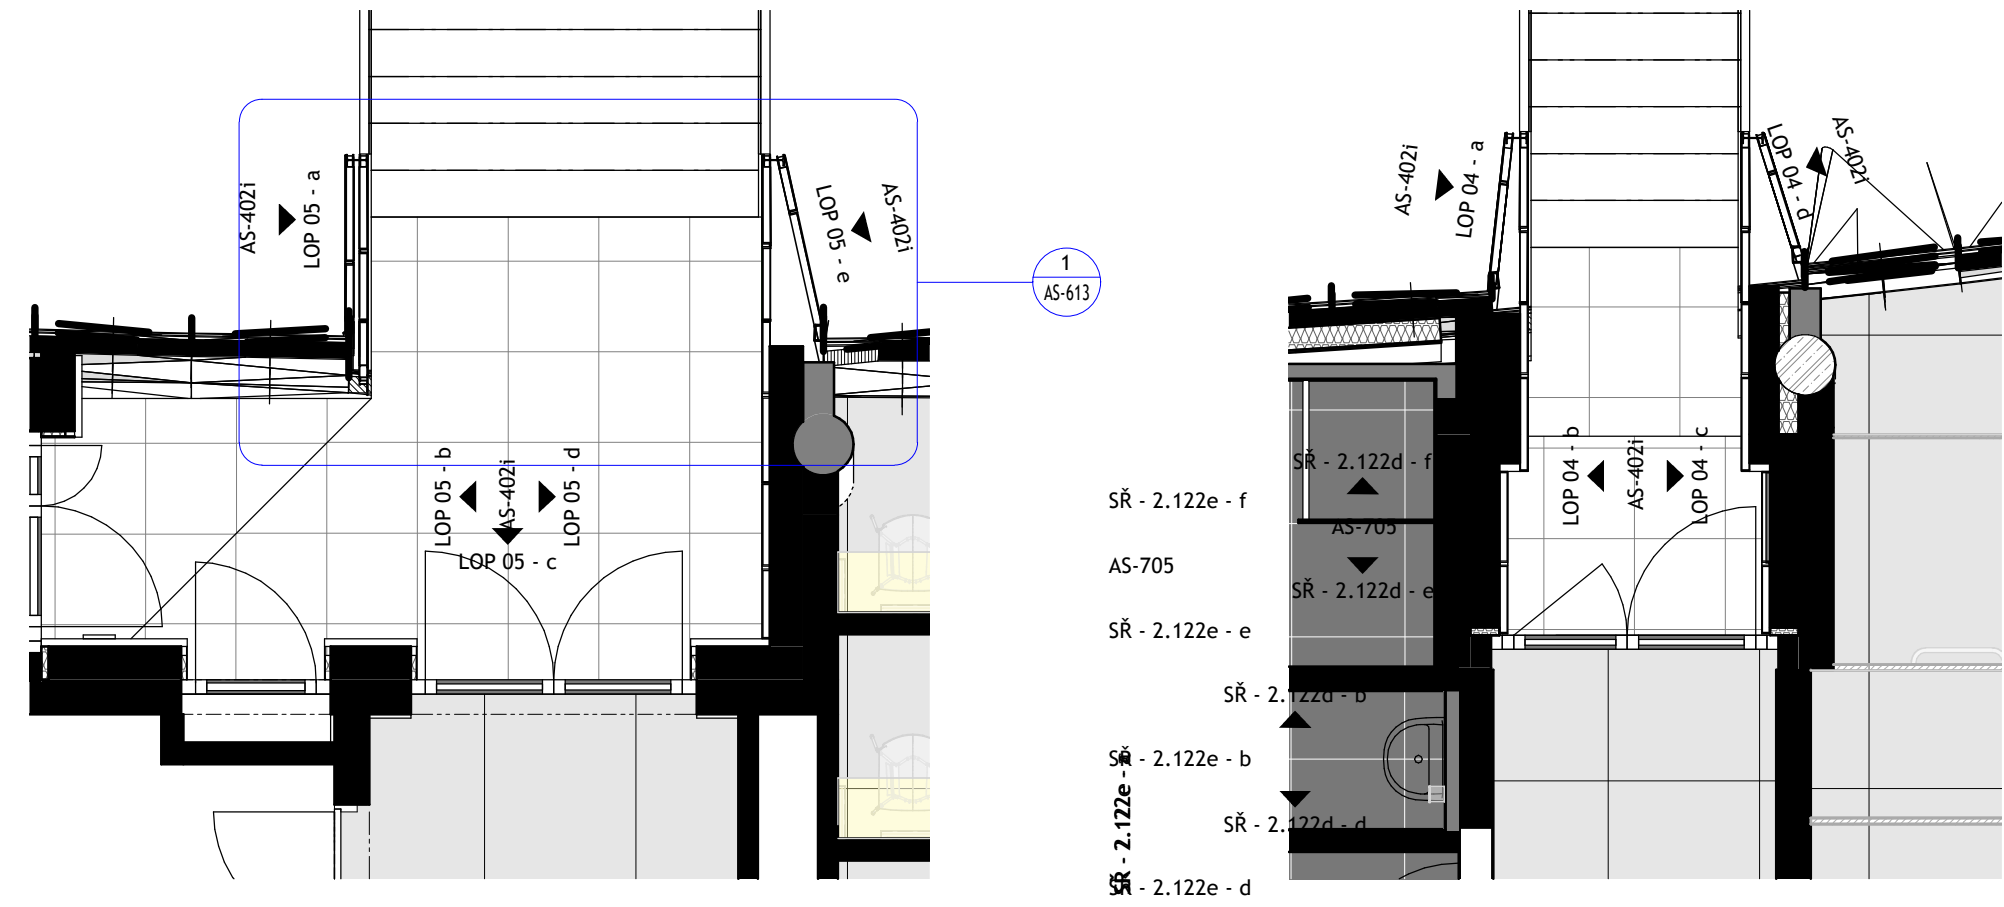 AS-402i
LOP 05 - a
LOP 05 - e
AS-402i
1
AS-613
LOP 05 - b
AS-402i
LOP 05 - d
LOP 05 - c
AS-402i
LOP 04 - a
LOP 04 - d
AS-402i
LOP 04 - b
AS-402i
LOP 04 - c
SŘ - 2.122d - f
AS-705
SŘ - 2.122d - e
SŘ - 2.122e - f
AS-705
SŘ - 2.122e - e
SŘ - 2.122d - b
SŘ - 2.122e - b
SŘ - 2.122d - d
SŘ - 2.122e - d
SŘ - 2.122e -